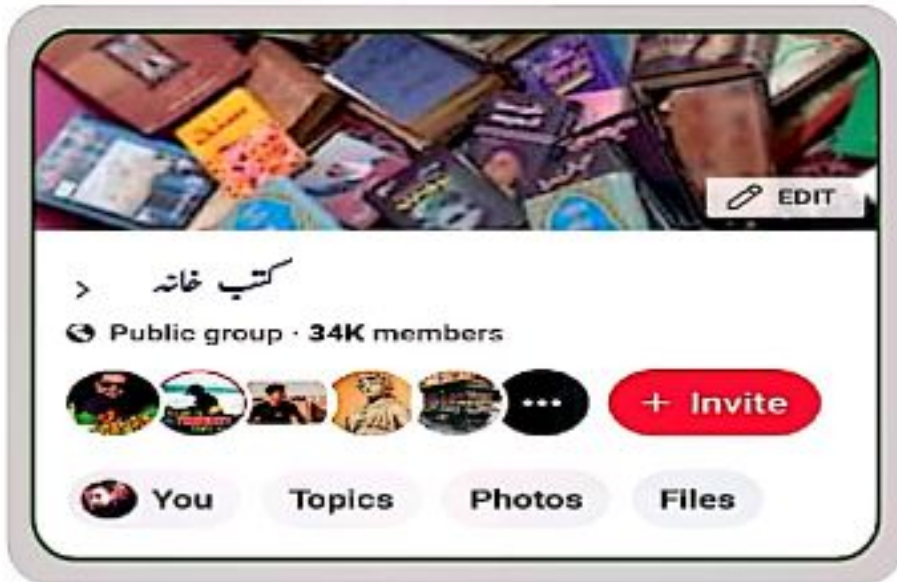 EDIT
کتب خانہ
Public group · 34K members
+ Invite
You Topics Photos Files